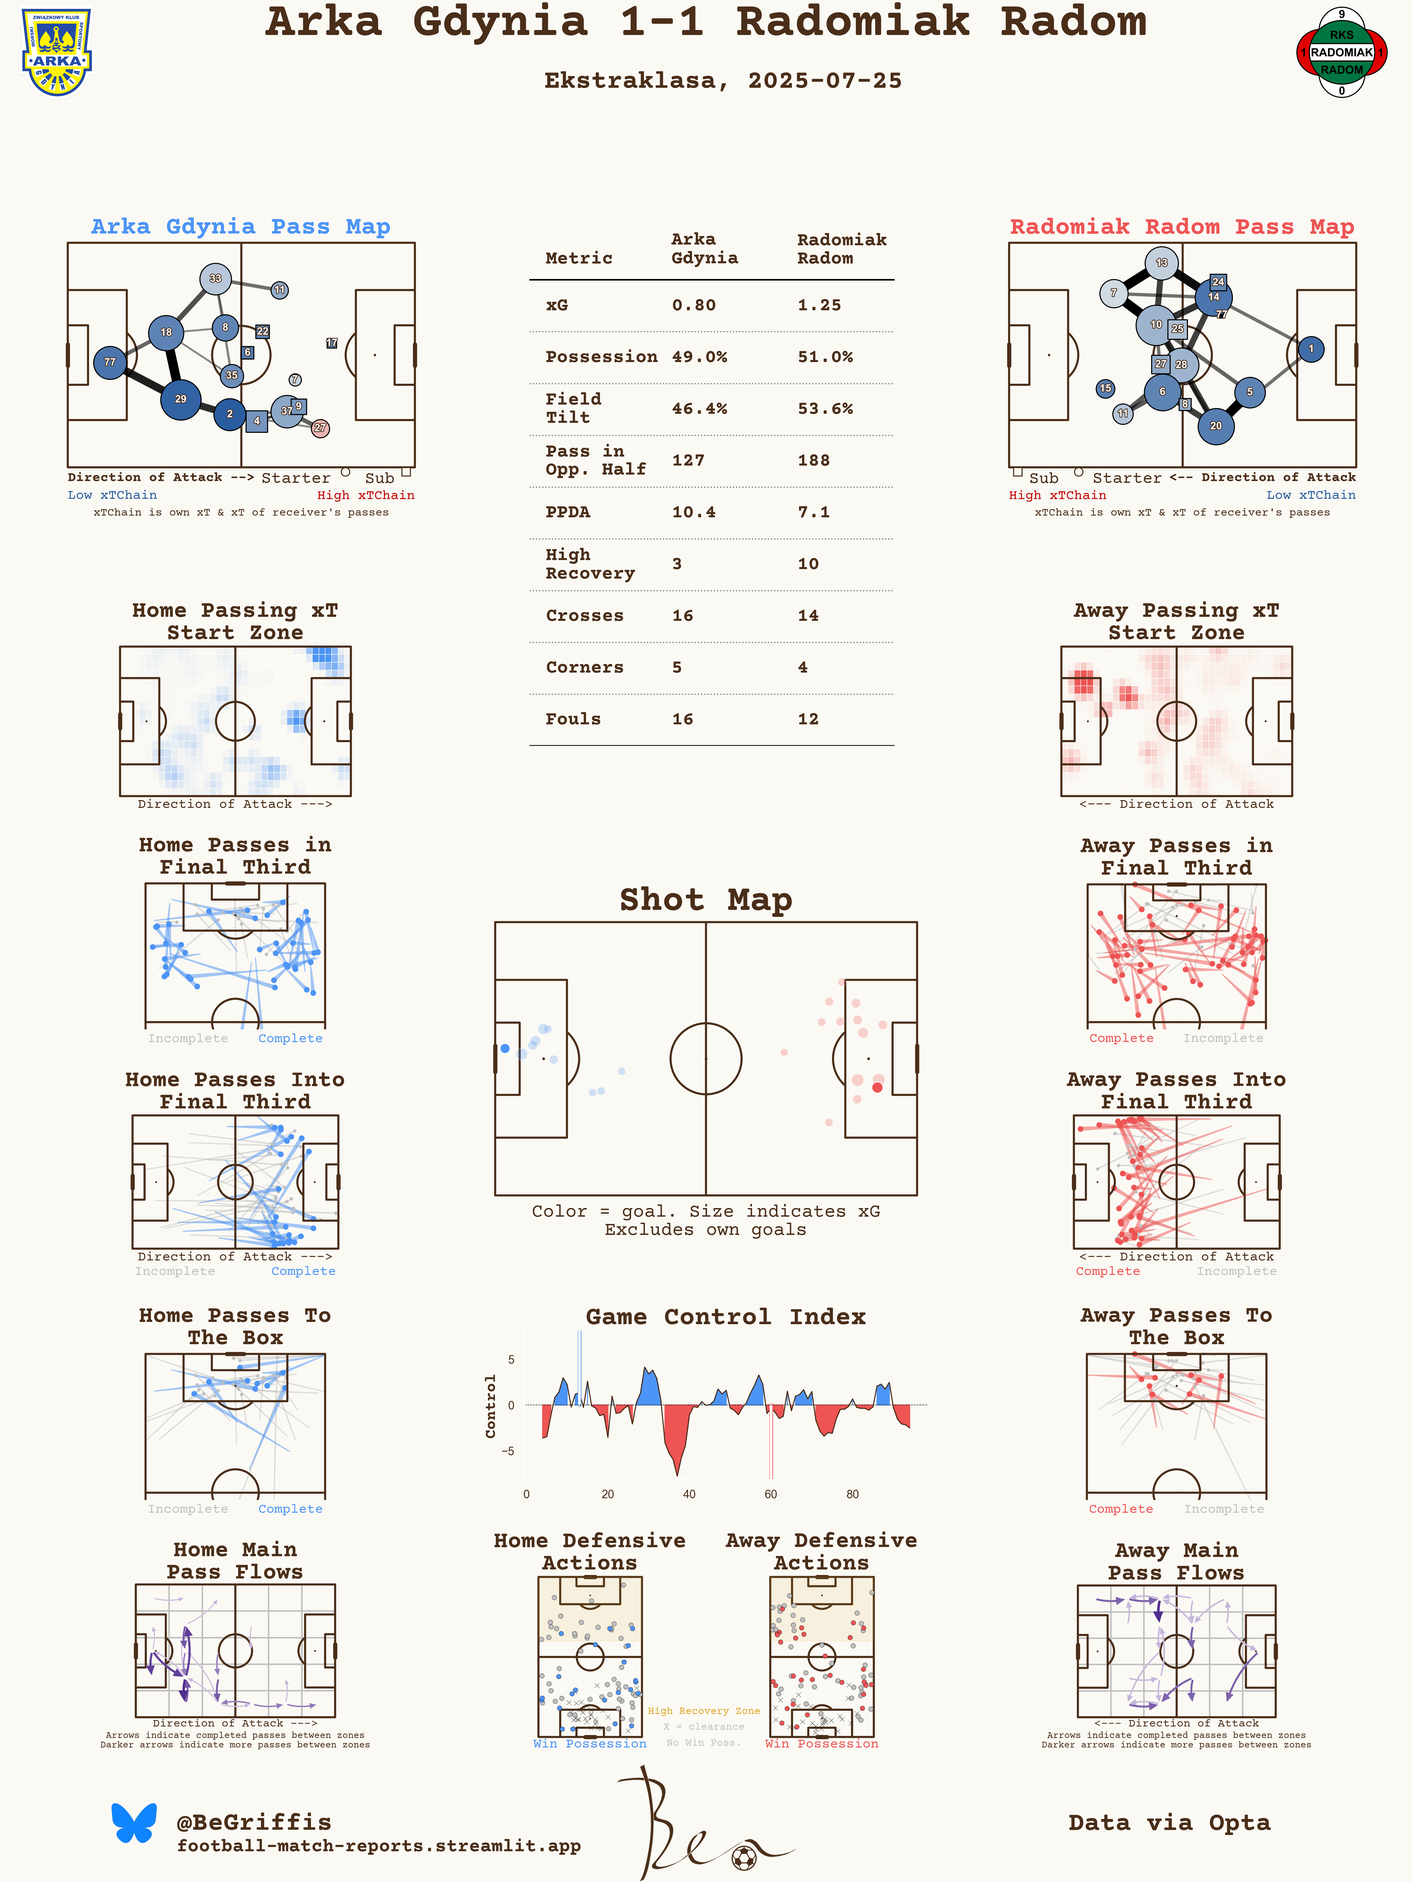 Arka Gdynia 1-1 Radomiak Radom
Ekstraklasa, 2025-07-25
ZWIĄZKOWY KLUB
SPORTOWY
ARKA
GDYNIA
9
RKS
1 RADOMIAK 1
RADOM
0
Arka Gdynia Pass Map
33
11
18
8
22
17
77
6
35
7
29
2
4
37
9
27
Direction of Attack --> Starter Sub
Low xTChain High xTChain
xTChain is own xT & xT of receiver's passes
Metric Arka Gdynia Radomiak Radom
xG 0.80 1.25
Possession 49.0% 51.0%
Field Tilt 46.4% 53.6%
Pass in Opp. Half 127 188
PPDA 10.4 7.1
High Recovery 3 10
Crosses 16 14
Corners 5 4
Fouls 16 12
Radomiak Radom Pass Map
13
24
7
14
77
10
25
1
27
28
15
6
5
8
11
20
Sub Starter <-- Direction of Attack
High xTChain Low xTChain
xTChain is own xT & xT of receiver's passes
Home Passing xT
Start Zone
Direction of Attack --->
Away Passing xT
Start Zone
<--- Direction of Attack
Home Passes in
Final Third
Incomplete Complete
Away Passes in
Final Third
Complete Incomplete
Shot Map
Color = goal. Size indicates xG
Excludes own goals
Home Passes Into
Final Third
Direction of Attack --->
Incomplete Complete
Away Passes Into
Final Third
<--- Direction of Attack
Complete Incomplete
Home Passes To
The Box
Incomplete Complete
Game Control Index
Control
5
0
−5
0 20 40 60 80
Away Passes To
The Box
Complete Incomplete
Home Main
Pass Flows
Direction of Attack --->
Arrows indicate completed passes between zones
Darker arrows indicate more passes between zones
Home Defensive
Actions
Win Possession
High Recovery Zone
X = clearance
No Win Poss.
Away Defensive
Actions
Win Possession
Away Main
Pass Flows
<--- Direction of Attack
Arrows indicate completed passes between zones
Darker arrows indicate more passes between zones
@BeGriffis
football-match-reports.streamlit.app
Ben
Data via Opta